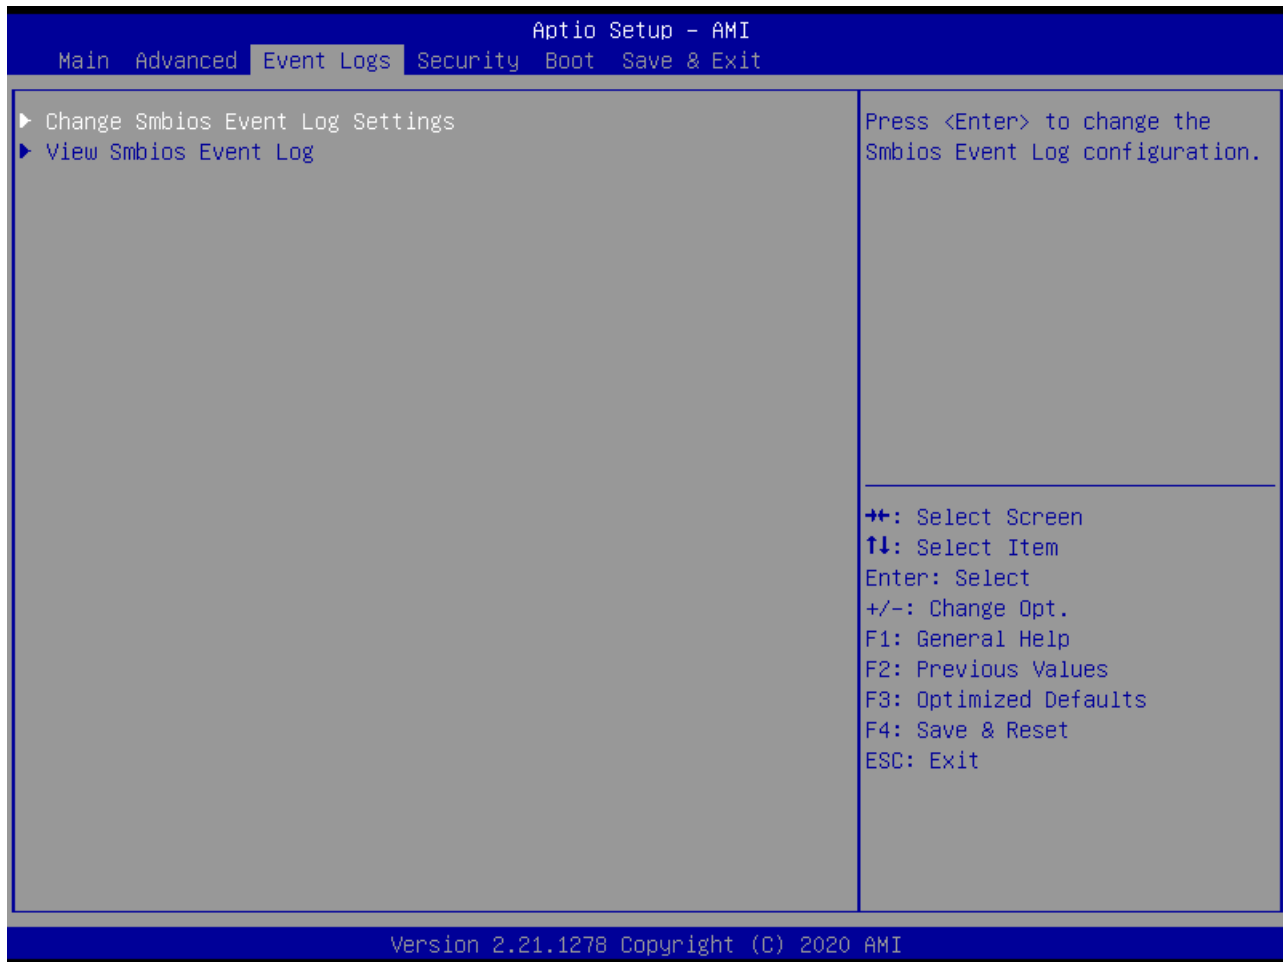 Aptio Setup – AMI
Main Advanced Event Logs Security Boot Save & Exit
▶ Change Smbios Event Log Settings
▶ View Smbios Event Log
Press <Enter> to change the
Smbios Event Log configuration.
→←: Select Screen
↑↓: Select Item
Enter: Select
+/-: Change Opt.
F1: General Help
F2: Previous Values
F3: Optimized Defaults
F4: Save & Reset
ESC: Exit
Version 2.21.1278 Copyright (C) 2020 AMI